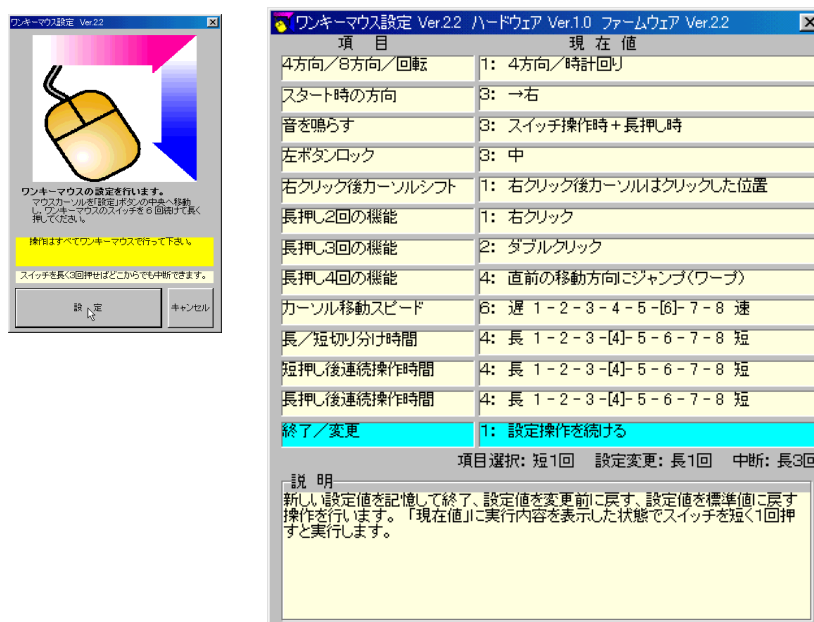 ワンキーマウス設定 Ver.2.2
ワンキーマウスの設定を行います。
マウスカーソルを「設定」ボタンの中央へ移動
し、ワンキーマウスのスイッチを６回続けて長く
押してください。
操作はすべてワンキーマウスで行って下さい。
スイッチを長く3回押せばどこからでも中断できます。
設 定 キャンセル
ワンキーマウス設定 Ver.2.2 ハードウェア Ver.1.0 ファームウェア Ver.2.2
項 目 現 在 値
4方向／8方向／回転 1: 4方向／時計回り
スタート時の方向 3: →右
音を鳴らす 3: スイッチ操作時＋長押し時
左ボタンロック 3: 中
右クリック後カーソルシフト 1: 右クリック後カーソルはクリックした位置
長押し2回の機能 1: 右クリック
長押し3回の機能 2: ダブルクリック
長押し4回の機能 4: 直前の移動方向にジャンプ(ワープ)
カーソル移動スピード 6: 遅 1 - 2 - 3 - 4 - 5 -[6]- 7 - 8 速
長／短切り分け時間 4: 長 1 - 2 - 3 -[4]- 5 - 6 - 7 - 8 短
短押し後連続操作時間 4: 長 1 - 2 - 3 -[4]- 5 - 6 - 7 - 8 短
長押し後連続操作時間 4: 長 1 - 2 - 3 -[4]- 5 - 6 - 7 - 8 短
終了／変更 1: 設定操作を続ける
項目選択: 短1回 設定変更: 長1回 中断: 長3回
説 明
新しい設定値を記憶して終了、設定値を変更前に戻す、設定値を標準値に戻す
操作を行います。「現在値」に実行内容を表示した状態でスイッチを短く1回押
すと実行します。